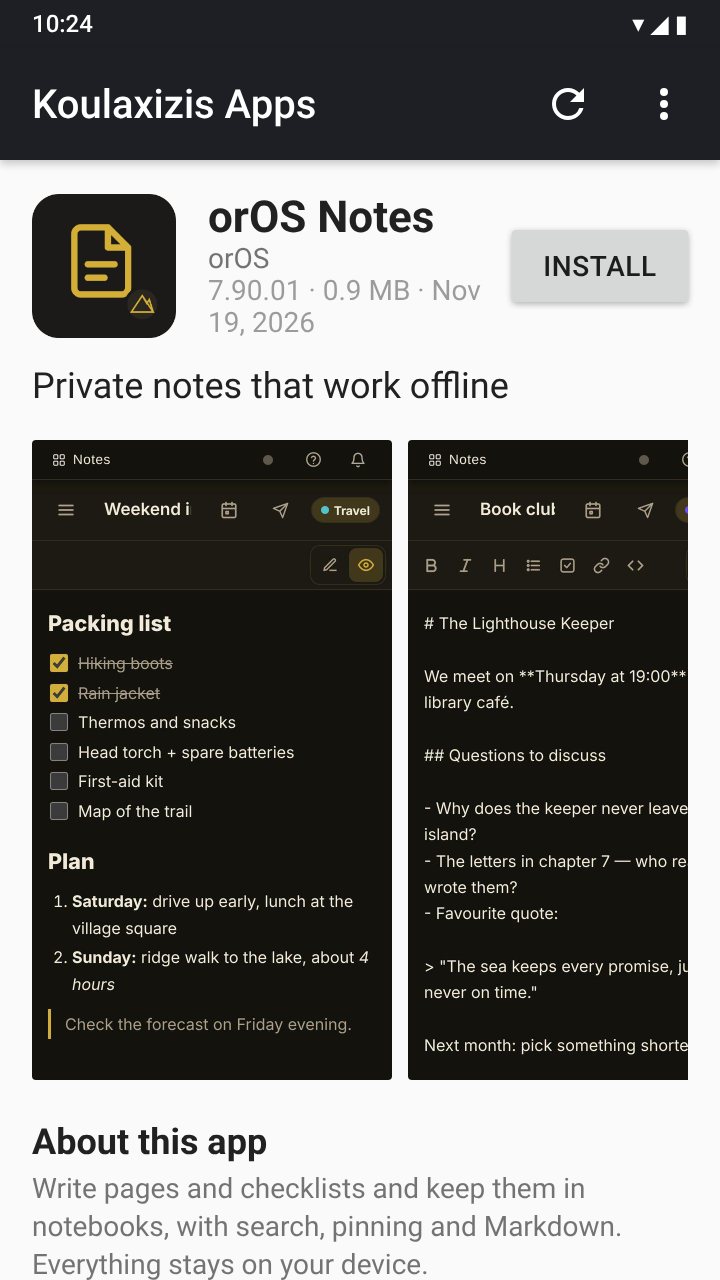 10:24
Koulaxizis Apps
orOS Notes
orOS
7.90.01 · 0.9 MB · Nov
19, 2026
INSTALL
Private notes that work offline
Notes
Weekend i
Travel
Packing list
Hiking boots
Rain jacket
Thermos and snacks
Head torch + spare batteries
First-aid kit
Map of the trail
Plan
1. Saturday: drive up early, lunch at the
village square
2. Sunday: ridge walk to the lake, about 4
hours
Check the forecast on Friday evening.
Notes
Book club
B I H
# The Lighthouse Keeper
We meet on **Thursday at 19:00**
library café.
## Questions to discuss
- Why does the keeper never leave
island?
- The letters in chapter 7 — who re
wrote them?
- Favourite quote:
> "The sea keeps every promise, ju
never on time."
Next month: pick something shorte
About this app
Write pages and checklists and keep them in
notebooks, with search, pinning and Markdown.
Everything stays on your device.